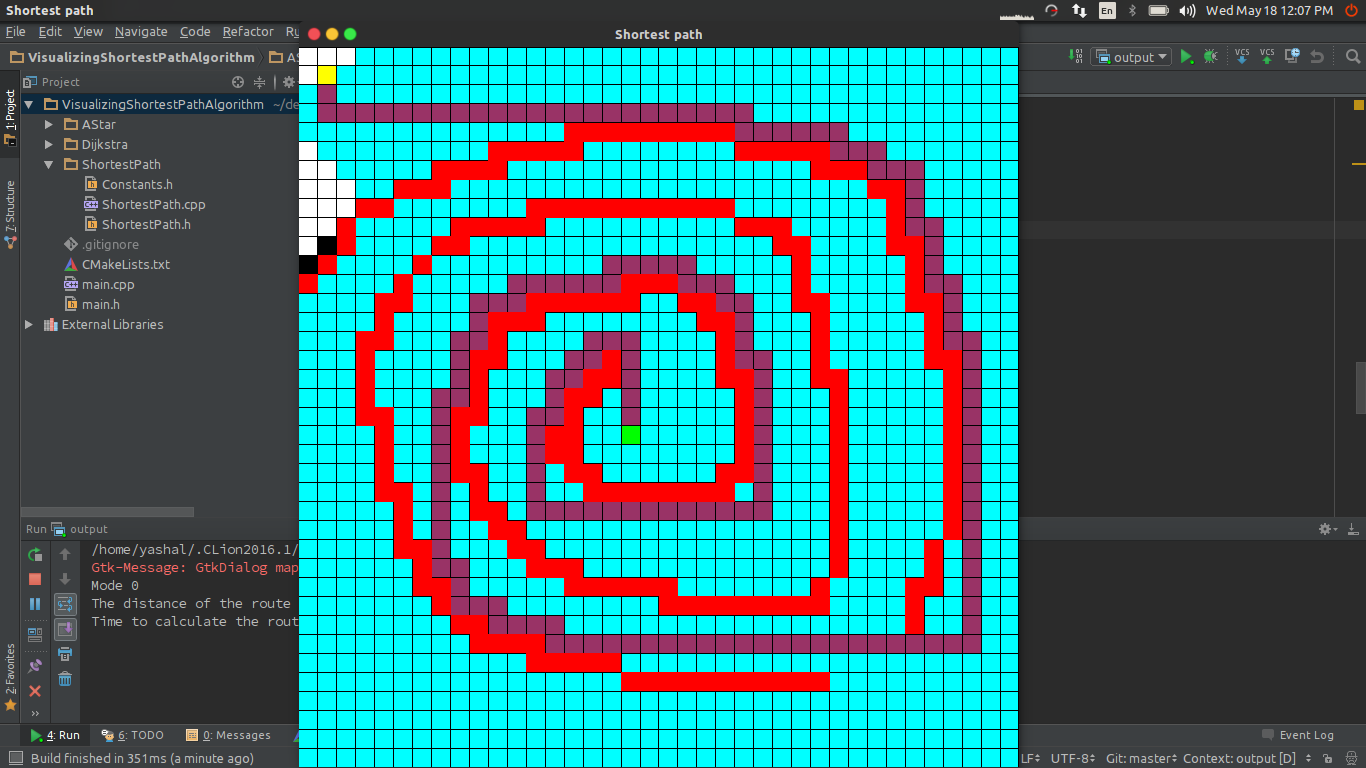 Shortest path
En
Wed May 18 12:07 PM
File Edit View Navigate Code Refactor
Shortest path
VisualizingShortestPathAlgorithm
output
VCS VCS
Project
1: Project
VisualizingShortestPathAlgorithm
AStar
Dijkstra
ShortestPath
Constants.h
ShortestPath.cpp
ShortestPath.h
.gitignore
CMakeLists.txt
main.cpp
main.h
External Libraries
7: Structure
Run output
/home/yashal/.CLion2016.1/
Gtk-Message: GtkDialog map
Mode 0
The distance of the route
Time to calculate the rout
2: Favorites
4: Run 6: TODO 0: Messages
Event Log
Build finished in 351ms (a minute ago)
LF UTF-8 Git: master Context: output [D]